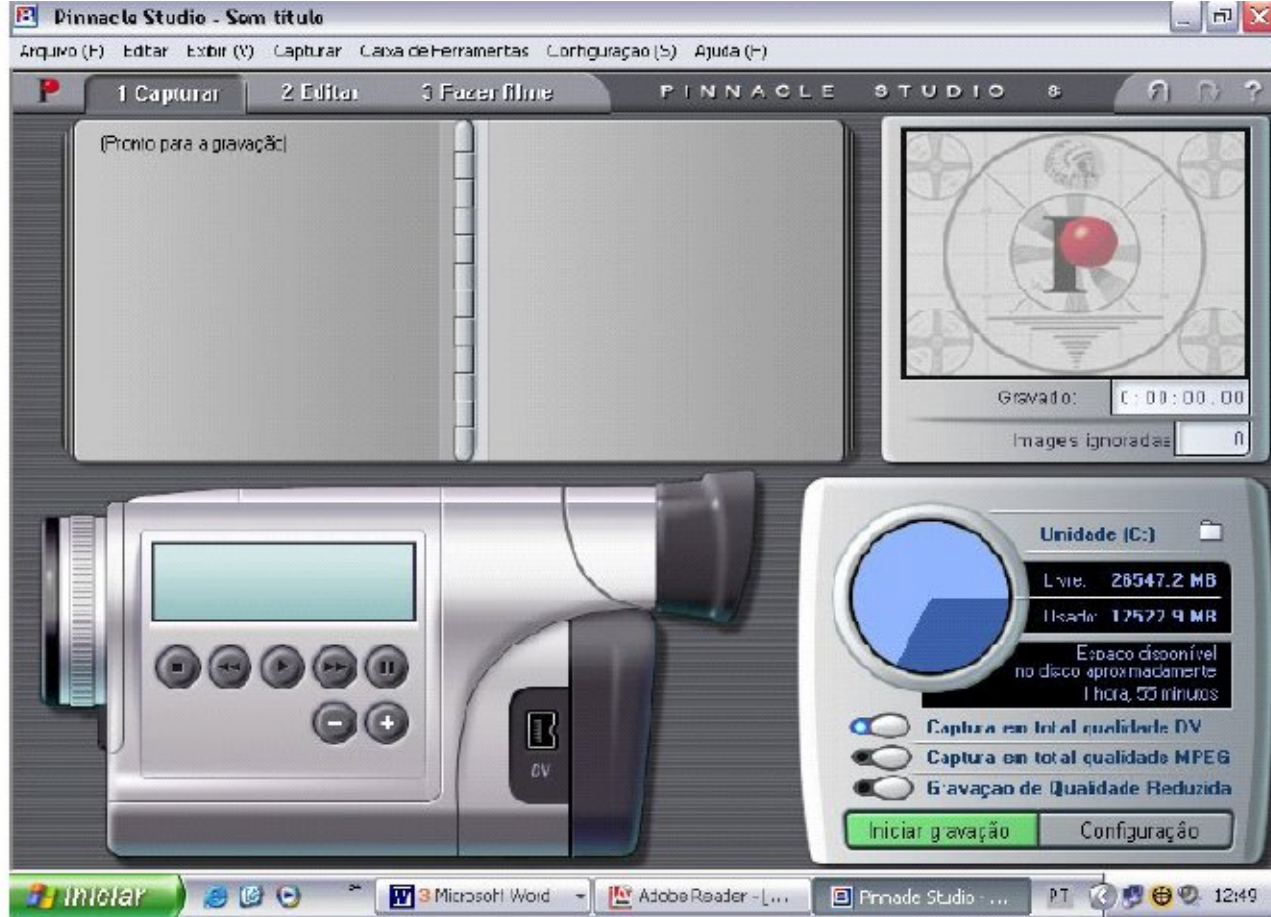 Pinnacle Studio - Sem título
Arquivo (F) Editar Exibir (V) Capturar Caixa de Ferramentas Configuração (S) Ajuda (H)
P 1 Capturar 2 Editar 3 Fazer filme PINNACLE STUDIO 8 ?
(Pronto para a gravação)
P
Gravado: 0:00:00.00
Images ignoradas 0
Unidade (C:)
Livre: 26547.2 MB
Usado: 12522.9 MB
Espaço disponível
no disco aproximadamente
1 hora, 55 minutos
Captura em total qualidade DV
Captura em total qualidade MPEG
Gravação de Qualidade Reduzida
DV
Iniciar gravação Configuração
Iniciar 3 Microsoft Word Adobe Reader - [... Pinnacle Studio - ... PT 12:49